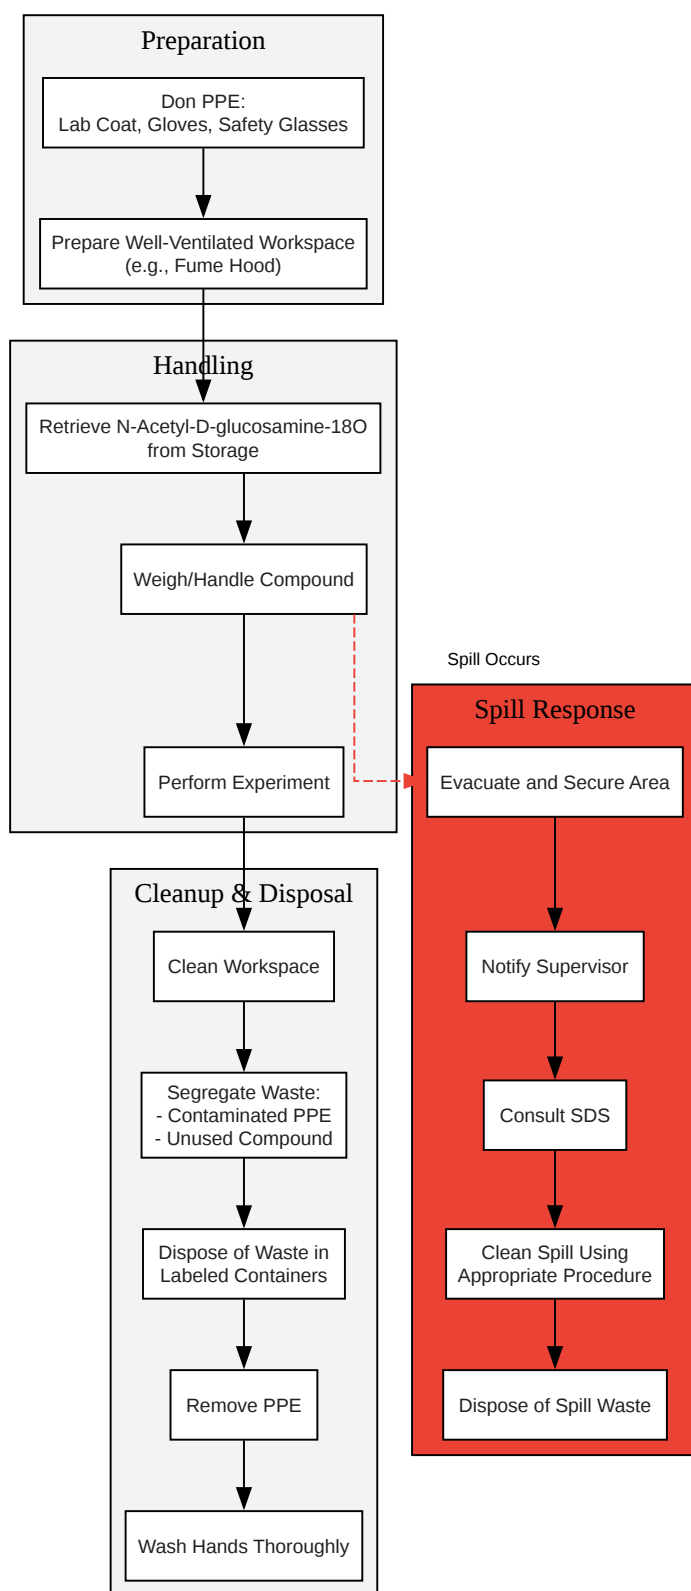 Preparation
Don PPE:
Lab Coat, Gloves, Safety Glasses
Prepare Well-Ventilated Workspace
(e.g., Fume Hood)
Handling
Retrieve N-Acetyl-D-glucosamine-18O
from Storage
Weigh/Handle Compound
Perform Experiment
Spill Occurs
Spill Response
Evacuate and Secure Area
Notify Supervisor
Consult SDS
Clean Spill Using
Appropriate Procedure
Dispose of Spill Waste
Cleanup & Disposal
Clean Workspace
Segregate Waste:
- Contaminated PPE
- Unused Compound
Dispose of Waste in
Labeled Containers
Remove PPE
Wash Hands Thoroughly